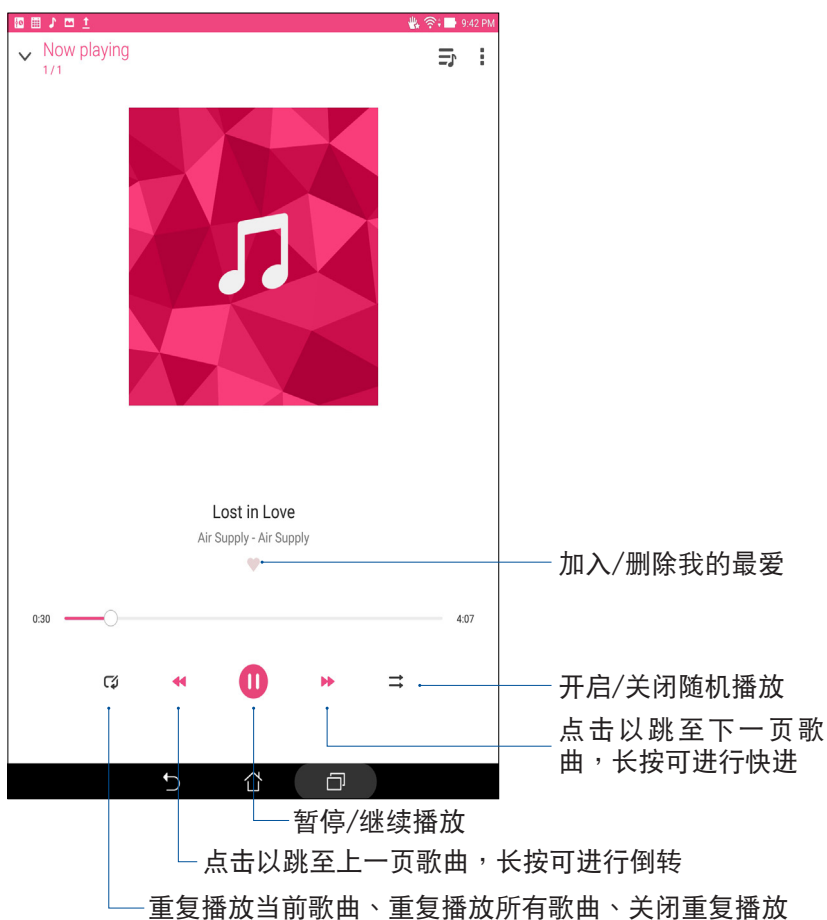 9:42 PM
Now playing
1/1
Lost in Love
Air Supply - Air Supply
加入/删除我的最爱
0:30
4:07
开启/关闭随机播放
点击以跳至下一页歌
曲，长按可进行快进
暂停/继续播放
点击以跳至上一页歌曲，长按可进行倒转
重复播放当前歌曲、重复播放所有歌曲、关闭重复播放